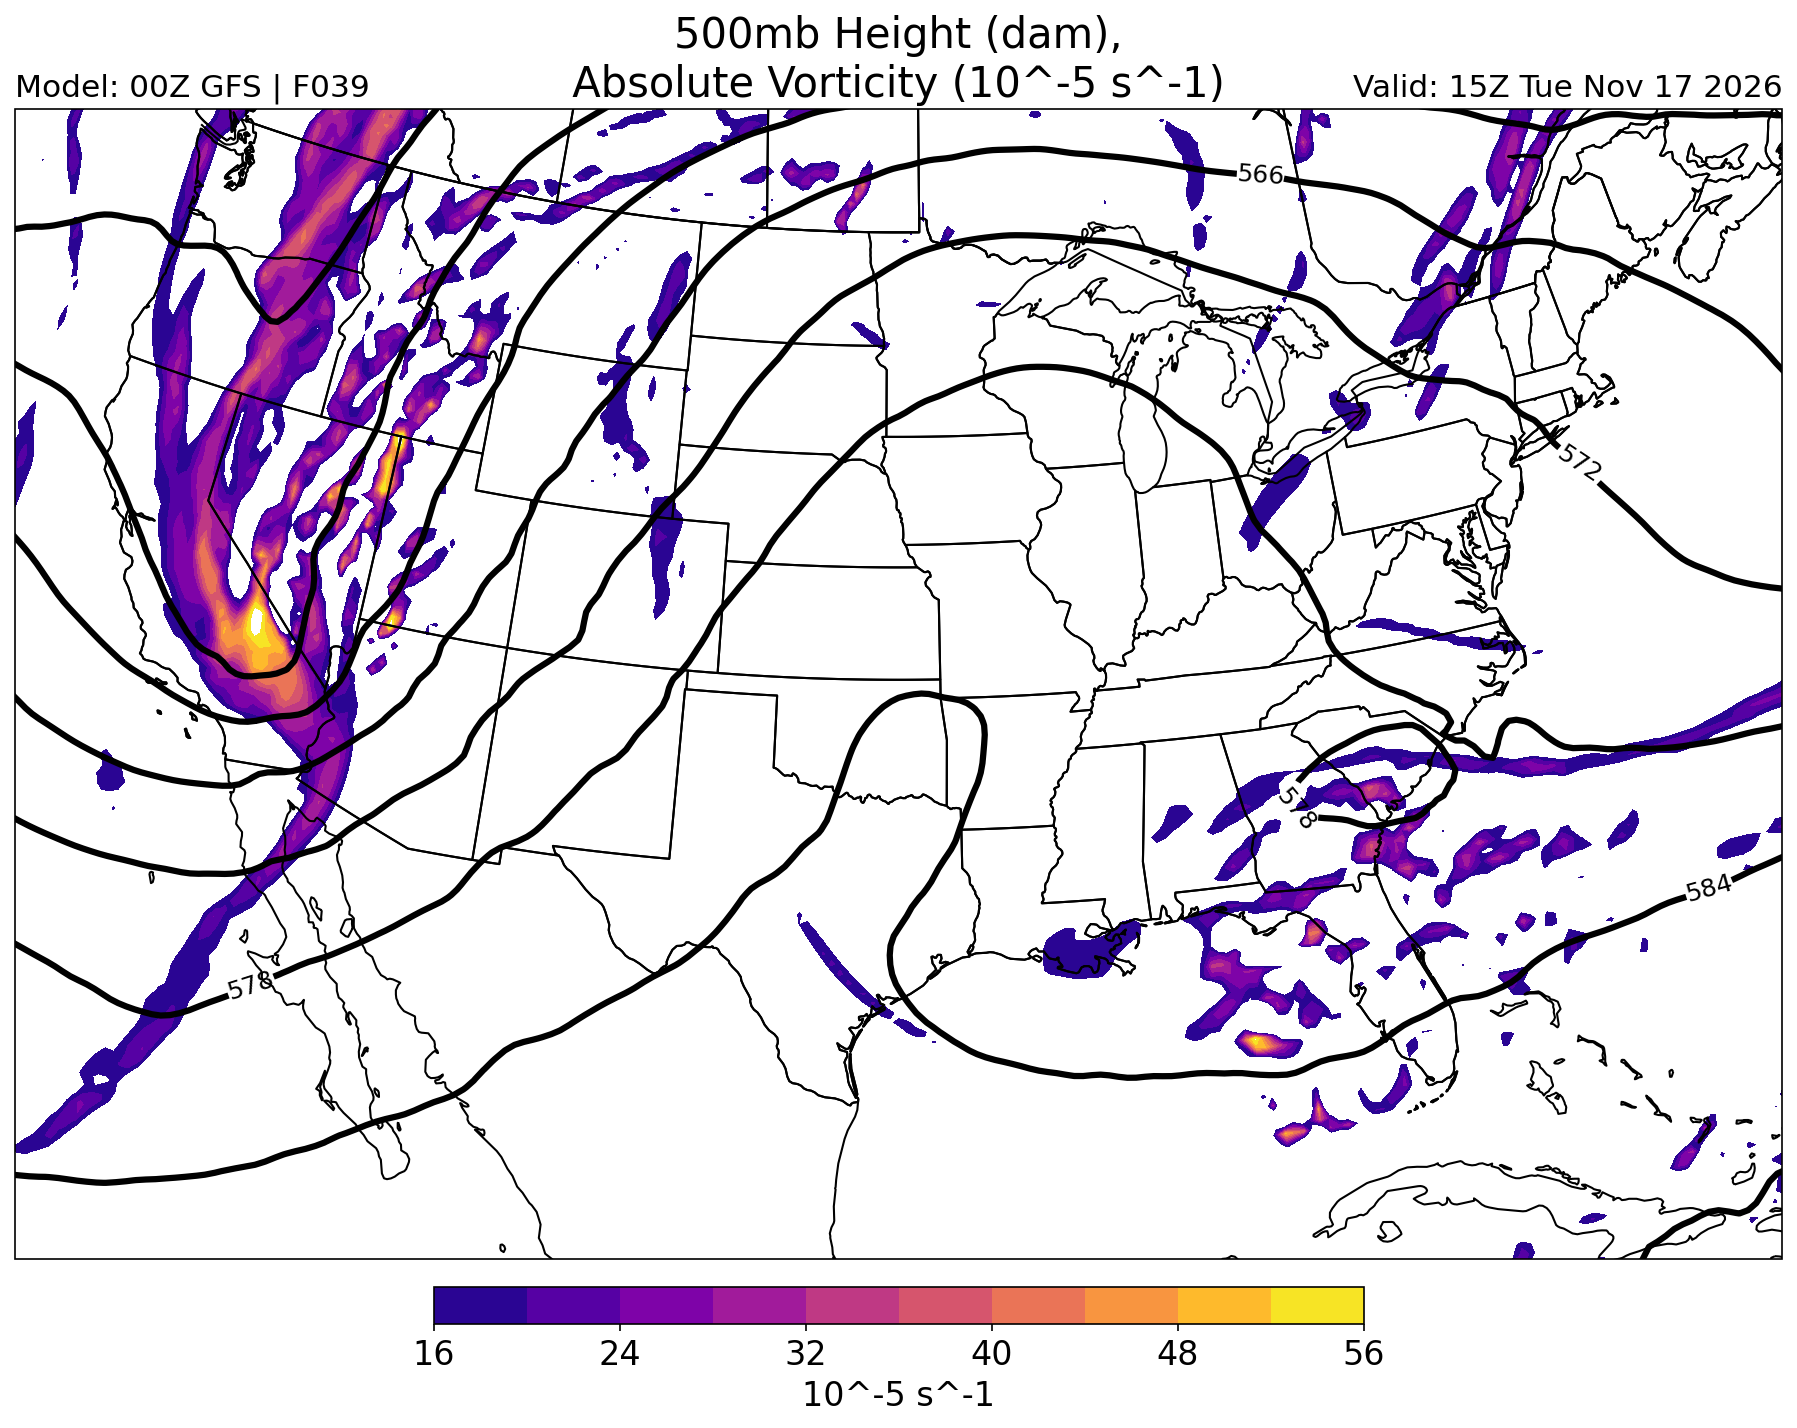 500mb Height (dam),
Model: 00Z GFS | F039
Absolute Vorticity (10^-5 s^-1)
Valid: 15Z Tue Nov 17 2026
566
572
578
584
578
16
24
32
40
48
56
10^-5 s^-1